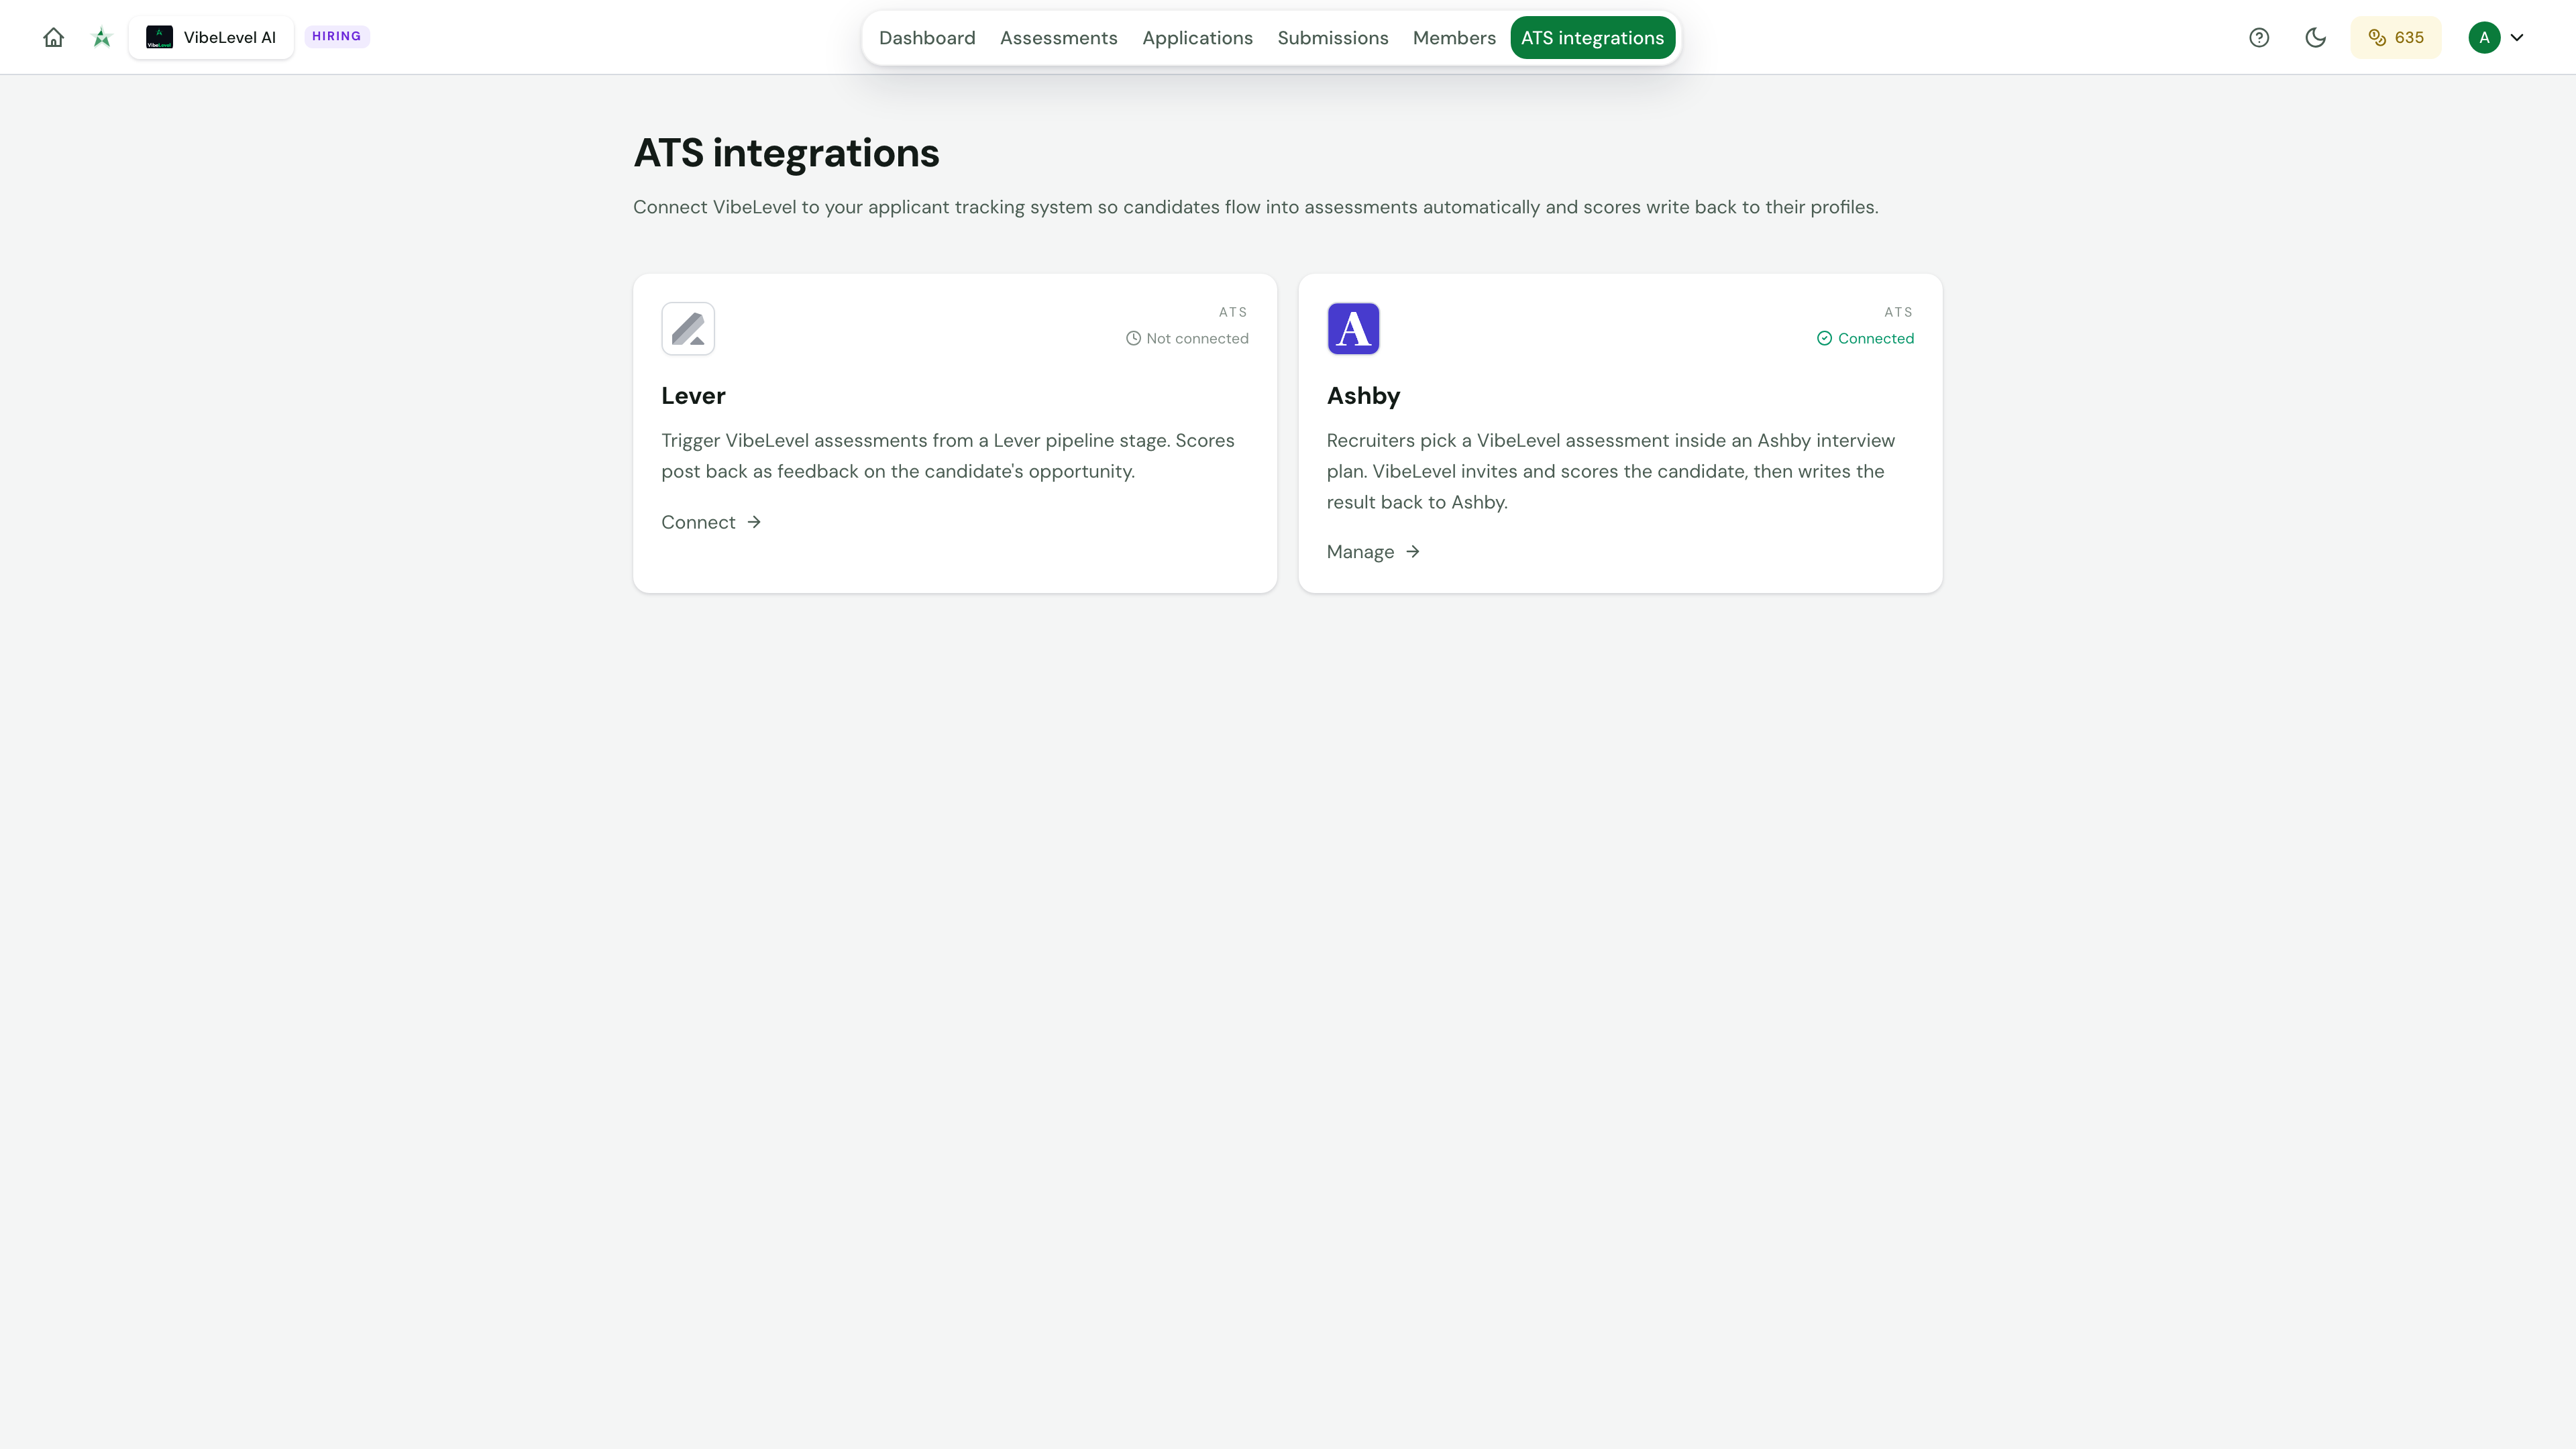 VibeLevel AI
HIRING
Dashboard
Assessments
Applications
Submissions
Members
ATS integrations
635
A
ATS integrations
Connect VibeLevel to your applicant tracking system so candidates flow into assessments automatically and scores write back to their profiles.
ATS
Not connected
Lever
Trigger VibeLevel assessments from a Lever pipeline stage. Scores
post back as feedback on the candidate's opportunity.
Connect
A
ATS
Connected
Ashby
Recruiters pick a VibeLevel assessment inside an Ashby interview
plan. VibeLevel invites and scores the candidate, then writes the
result back to Ashby.
Manage